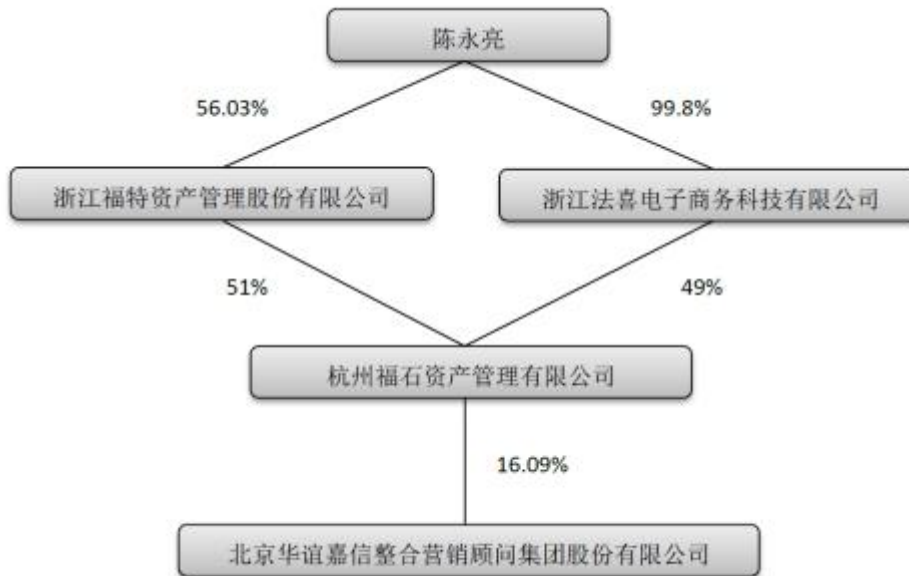 陈永亮
56.03%
99.8%
浙江福特资产管理股份有限公司
浙江法喜电子商务科技有限公司
51%
49%
杭州福石资产管理有限公司
16.09%
北京华谊嘉信整合营销顾问集团股份有限公司